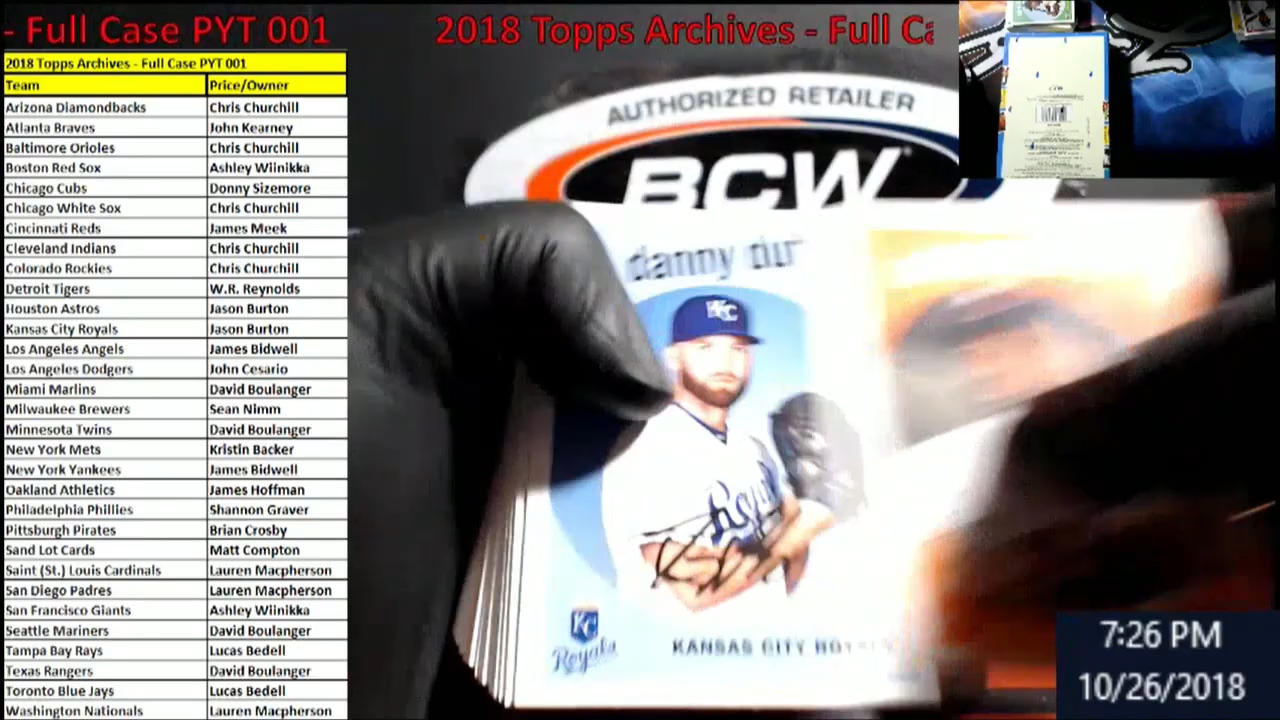 - Full Case PYT 001
2018 Topps Archives - Full Ca
2018 Topps Archives - Full Case PYT 001
Team Price/Owner
Arizona Diamondbacks Chris Churchill
Atlanta Braves John Kearney
Baltimore Orioles Chris Churchill
Boston Red Sox Ashley Wiinikka
Chicago Cubs Donny Sizemore
Chicago White Sox Chris Churchill
Cincinnati Reds James Meek
Cleveland Indians Chris Churchill
Colorado Rockies Chris Churchill
Detroit Tigers W.R. Reynolds
Houston Astros Jason Burton
Kansas City Royals Jason Burton
Los Angeles Angels James Bidwell
Los Angeles Dodgers John Cesario
Miami Marlins David Boulanger
Milwaukee Brewers Sean Nimm
Minnesota Twins David Boulanger
New York Mets Kristin Backer
New York Yankees James Bidwell
Oakland Athletics James Hoffman
Philadelphia Phillies Shannon Graver
Pittsburgh Pirates Brian Crosby
Sand Lot Cards Matt Compton
Saint (St.) Louis Cardinals Lauren Macpherson
San Diego Padres Lauren Macpherson
San Francisco Giants Ashley Wiinikka
Seattle Mariners David Boulanger
Tampa Bay Rays Lucas Bedell
Texas Rangers David Boulanger
Toronto Blue Jays Lucas Bedell
Washington Nationals Lauren Macpherson
AUTHORIZED RETAILER
BCW
danny
KC
Royals
KC
Royals
KANSAS CITY
7:26 PM
10/26/2018